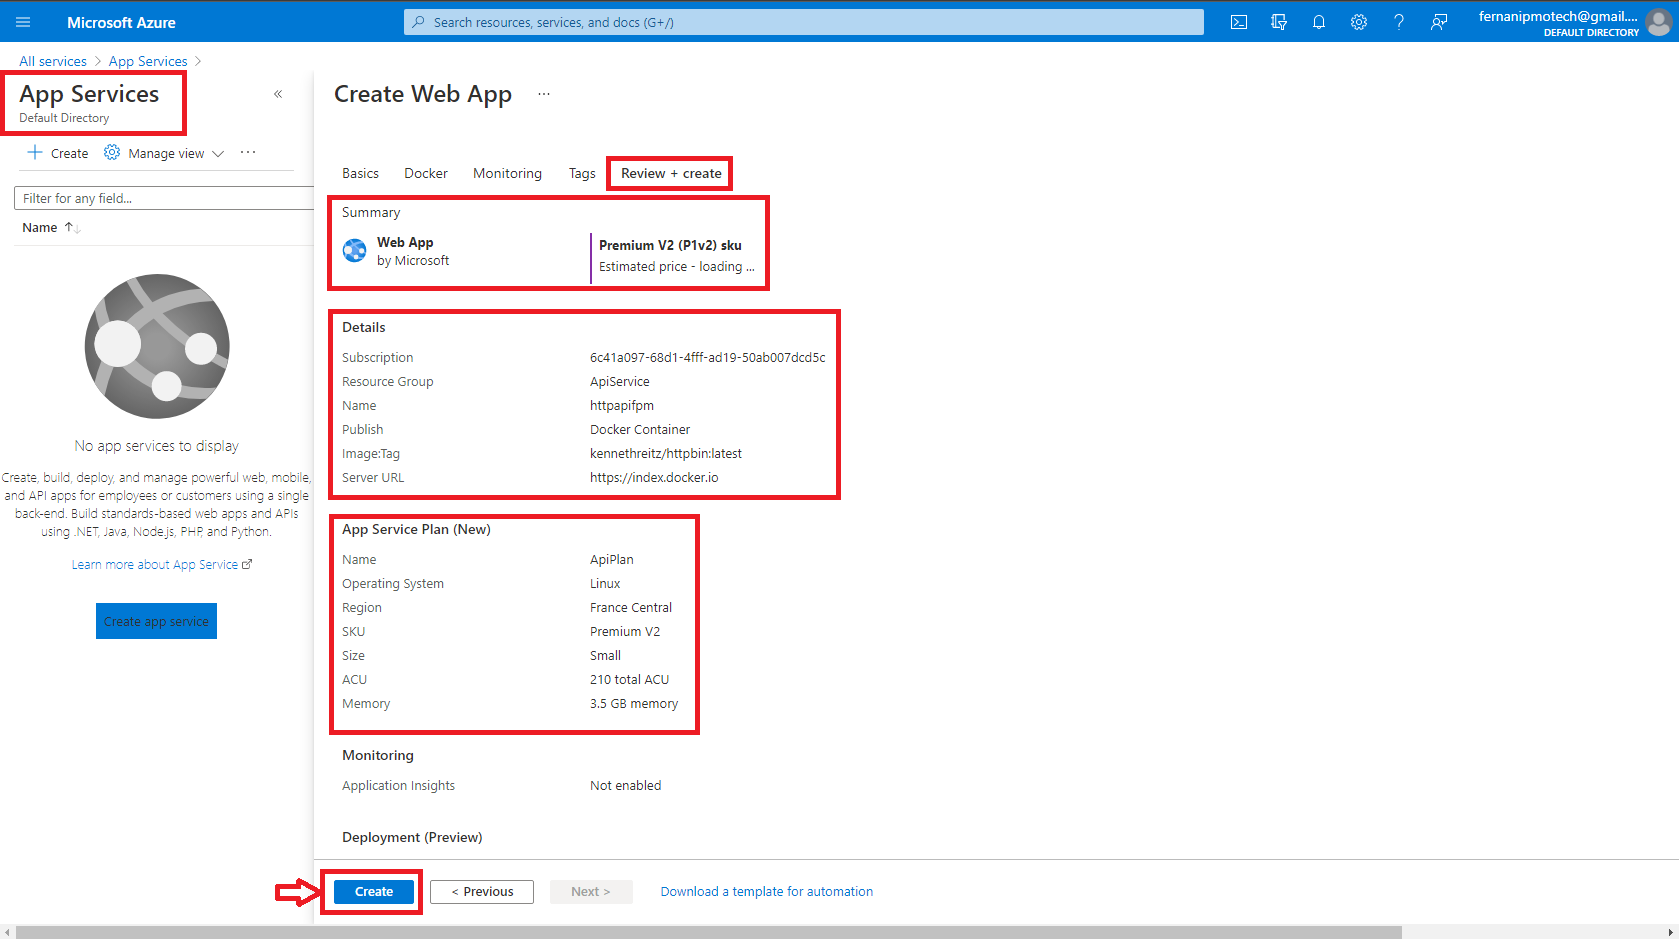 Microsoft Azure
Search resources, services, and docs (G+/)
fernanipmotech@gmail....
DEFAULT DIRECTORY
All services > App Services >
App Services
Default Directory
«
+ Create Manage view ···
Filter for any field...
Name ↑↓
No app services to display
Create, build, deploy, and manage powerful web, mobile,
and API apps for employees or customers using a single
back-end. Build standards-based web apps and APIs
using .NET, Java, Node.js, PHP, and Python.
Learn more about App Service
Create app service
Create Web App ...
Basics Docker Monitoring Tags Review + create
Summary
Web App
by Microsoft
Premium V2 (P1v2) sku
Estimated price - loading ...
Details
Subscription 6c41a097-68d1-4fff-ad19-50ab007dcd5c
Resource Group ApiService
Name httpapifpm
Publish Docker Container
Image:Tag kennethreitz/httpbin:latest
Server URL https://index.docker.io
App Service Plan (New)
Name ApiPlan
Operating System Linux
Region France Central
SKU Premium V2
Size Small
ACU 210 total ACU
Memory 3.5 GB memory
Monitoring
Application Insights Not enabled
Deployment (Preview)
Create < Previous Next > Download a template for automation